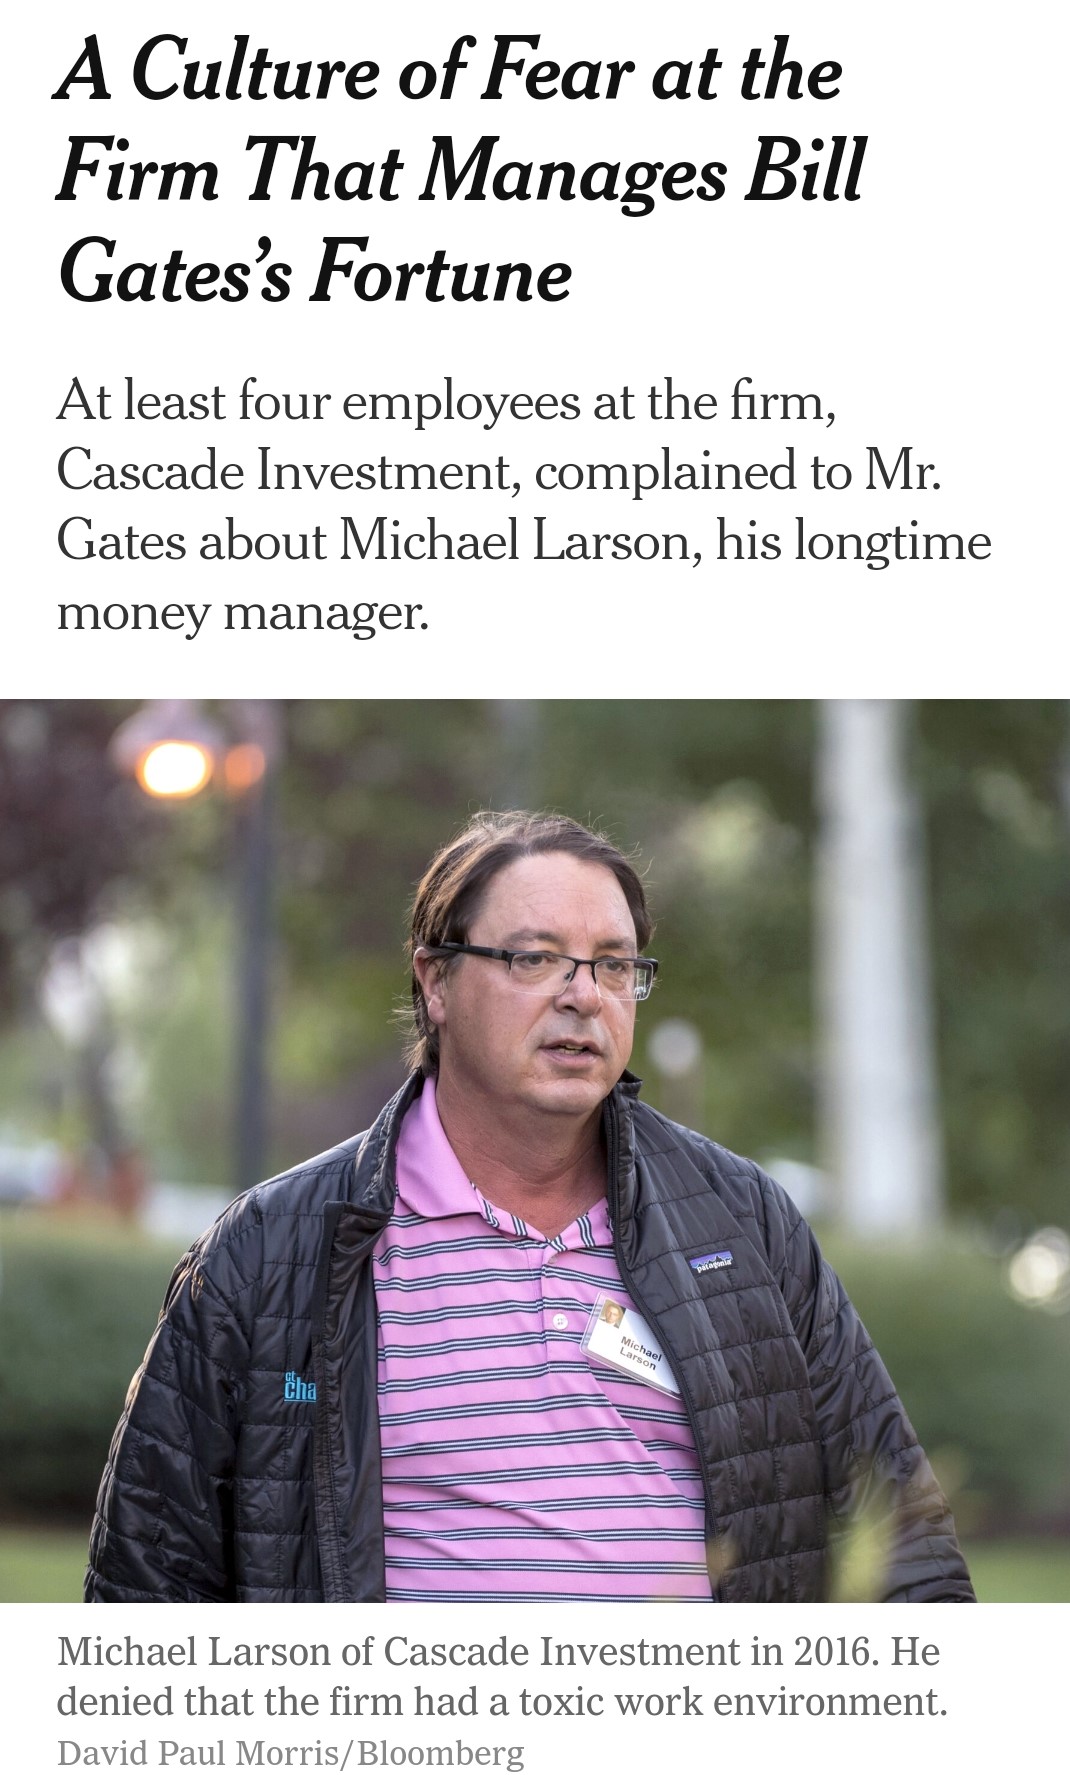 A Culture of Fear at the
Firm That Manages Bill
Gates’s Fortune
At least four employees at the firm,
Cascade Investment, complained to Mr.
Gates about Michael Larson, his longtime
money manager.
patagonia
Michael
Larson
ct
cha
Michael Larson of Cascade Investment in 2016. He
denied that the firm had a toxic work environment.
David Paul Morris/Bloomberg